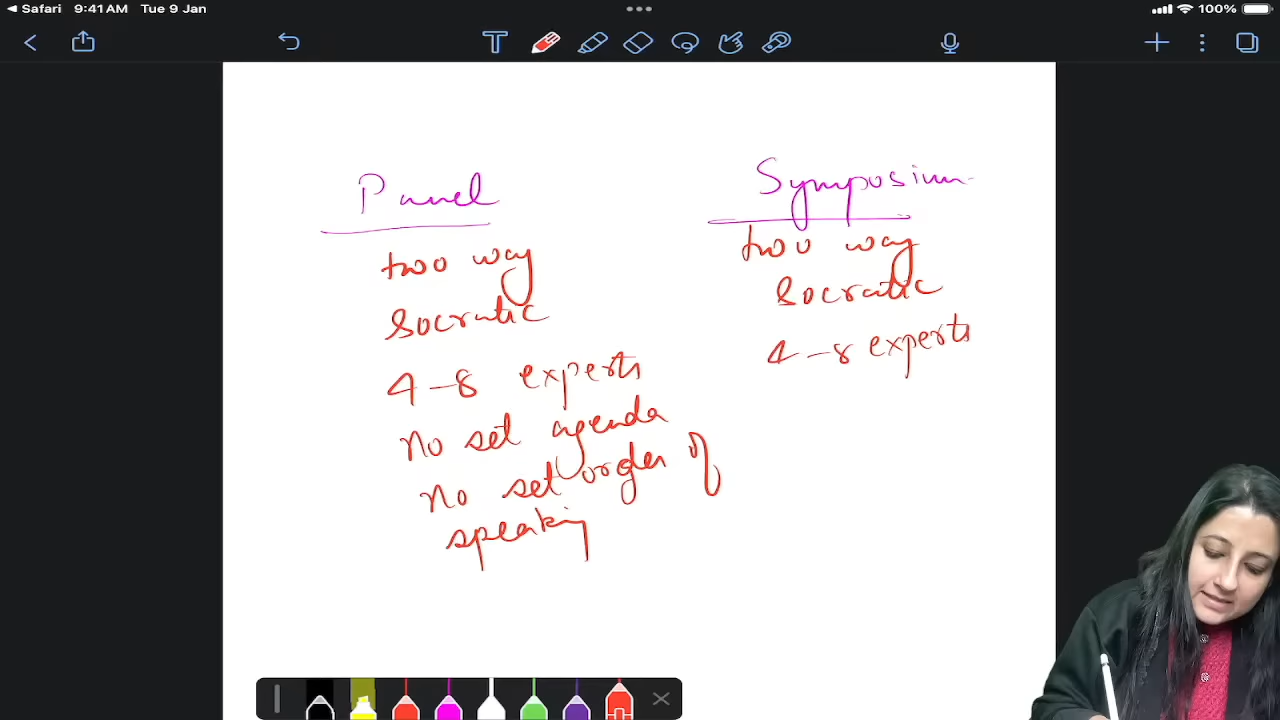 Safari 9:41 AM Tue 9 Jan
100%
T
Panel
two way
Socratic
4-8 experts
No set agenda
No set order of
speaking
Symposium
two way
Socratic
4-8 experts